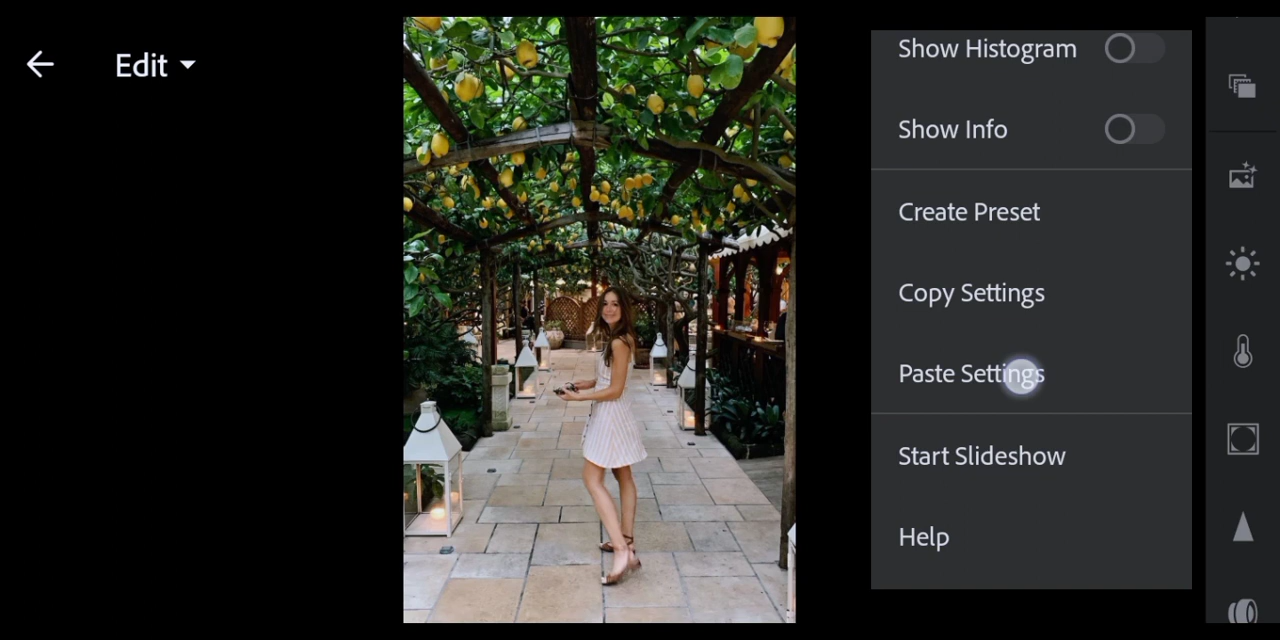 Edit
Show Histogram
Show Info
Create Preset
Copy Settings
Paste Settings
Start Slideshow
Help